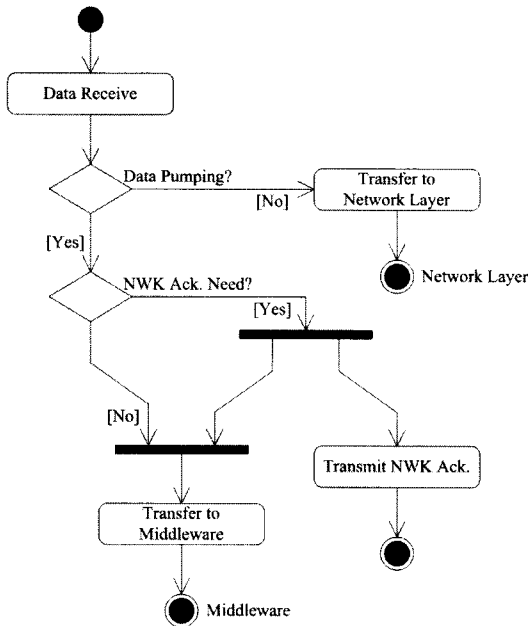 Data Receive
Data Pumping?
[No]
Transfer to
Network Layer
[Yes]
Network Layer
NWK Ack. Need?
[Yes]
[No]
Transmit NWK Ack.
Transfer to
Middleware
Middleware